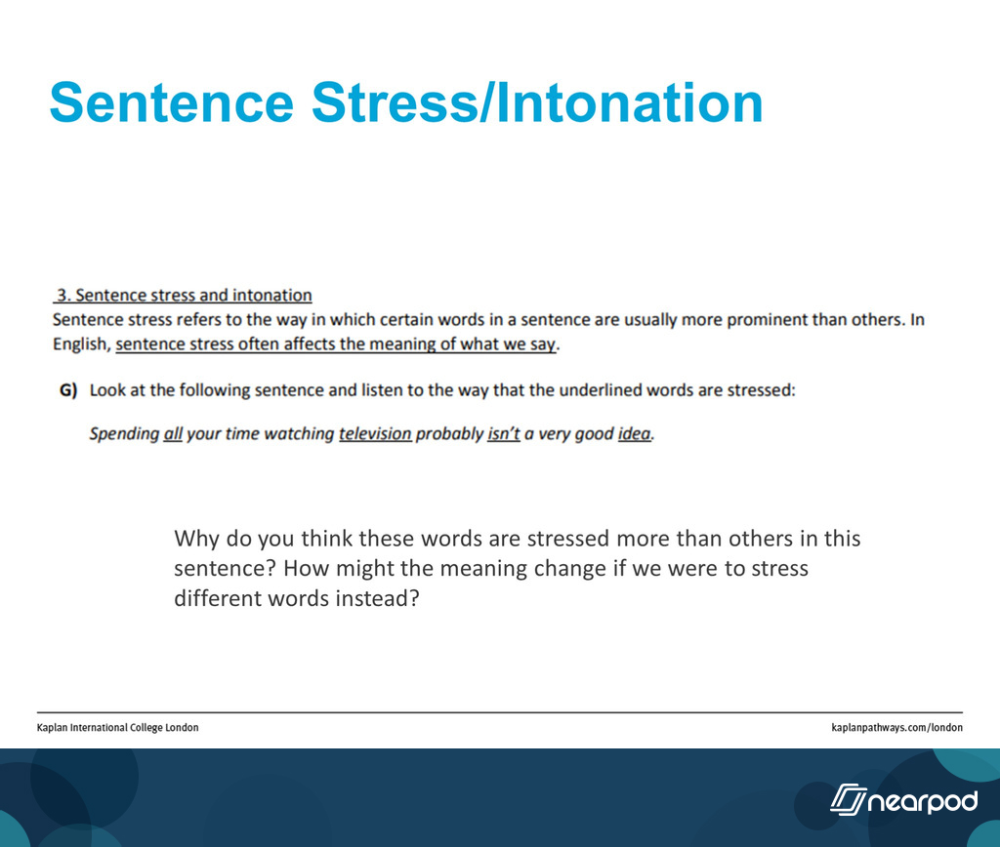 Sentence Stress/Intonation
3. Sentence stress and intonation
Sentence stress refers to the way in which certain words in a sentence are usually more prominent than others. In
English, sentence stress often affects the meaning of what we say.
G) Look at the following sentence and listen to the way that the underlined words are stressed:
Spending all your time watching television probably isn't a very good idea.
Why do you think these words are stressed more than others in this
sentence? How might the meaning change if we were to stress
different words instead?
Kaplan International College London
kaplanpathways.com/london
nearpod